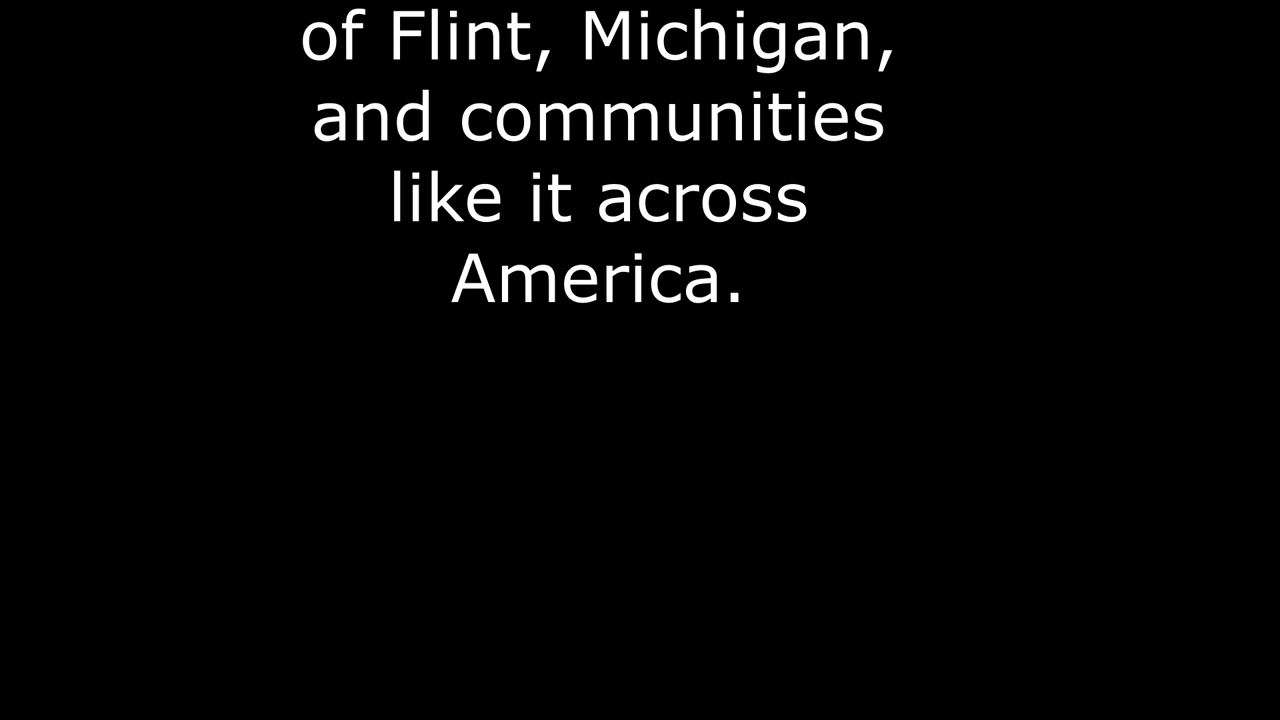 of Flint, Michigan,
and communities
like it across
America.